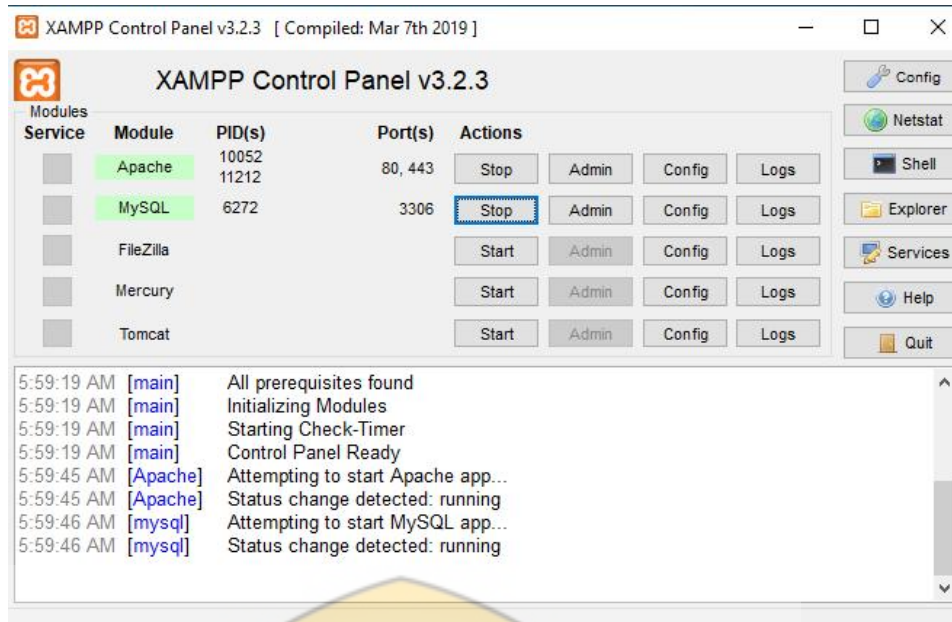 XAMPP Control Panel v3.2.3 [ Compiled: Mar 7th 2019 ]
XAMPP Control Panel v3.2.3
Config
Modules
Service Module PID(s) Port(s) Actions
Netstat
Apache 10052 11212 80, 443 Stop Admin Config Logs
Shell
MySQL 6272 3306 Stop Admin Config Logs
Explorer
FileZilla Start Admin Config Logs
Services
Mercury Start Admin Config Logs
Help
Tomcat Start Admin Config Logs
Quit
5:59:19 AM [main] All prerequisites found
5:59:19 AM [main] Initializing Modules
5:59:19 AM [main] Starting Check-Timer
5:59:19 AM [main] Control Panel Ready
5:59:45 AM [Apache] Attempting to start Apache app...
5:59:45 AM [Apache] Status change detected: running
5:59:46 AM [mysql] Attempting to start MySQL app...
5:59:46 AM [mysql] Status change detected: running